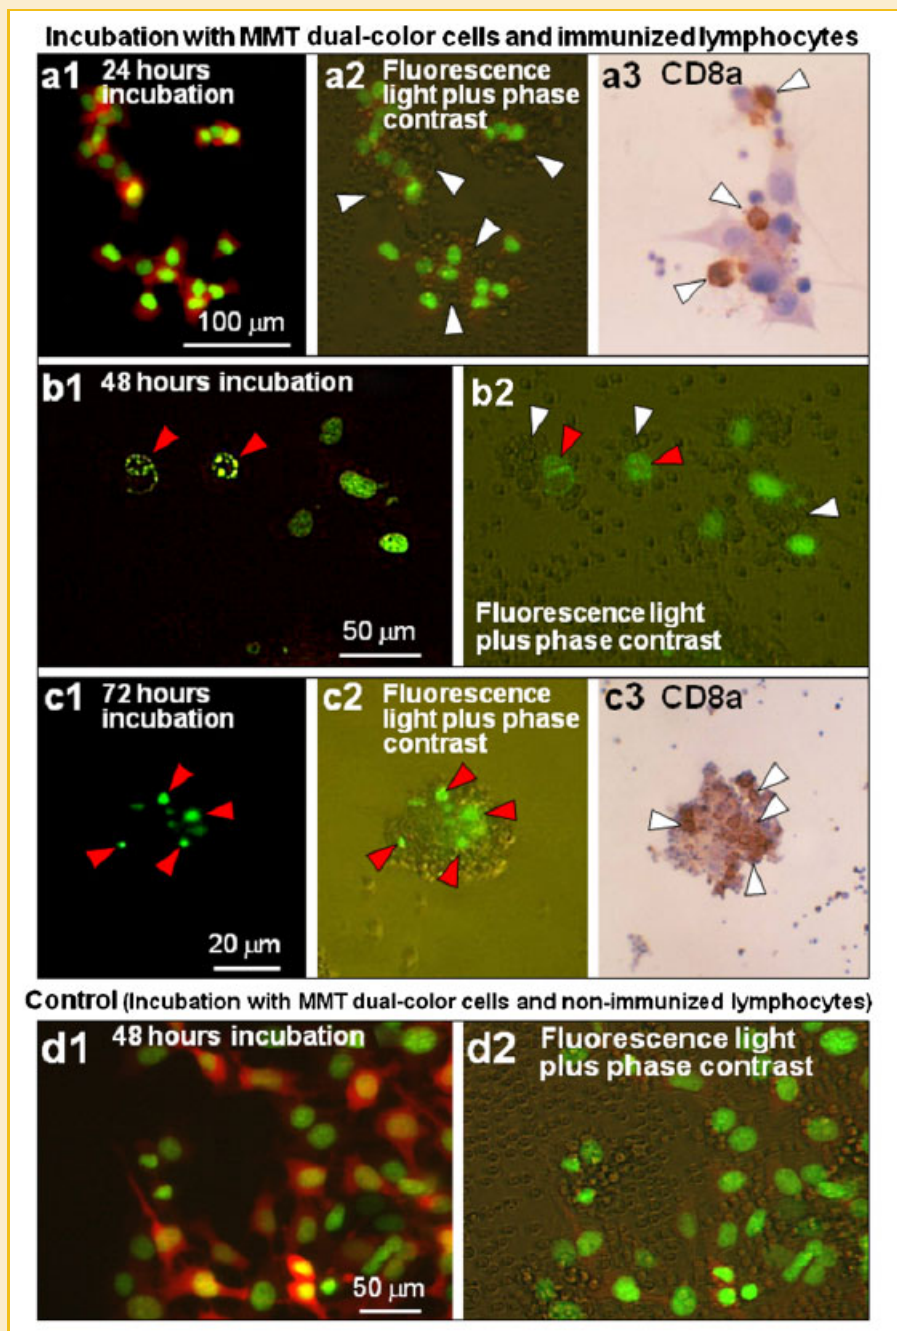 Incubation with MMT dual-color cells and immunized lymphocytes
a1 24 hours
incubation
100 μm
a2 Fluorescence
light plus phase
contrast
a3 CD8a
b1 48 hours incubation
50 μm
b2
Fluorescence light
plus phase contrast
c1 72 hours
incubation
20 μm
c2 Fluorescence
light plus phase
contrast
c3 CD8a
Control (Incubation with MMT dual-color cells and non-immunized lymphocytes)
d1 48 hours incubation
50 μm
d2 Fluorescence light
plus phase contrast